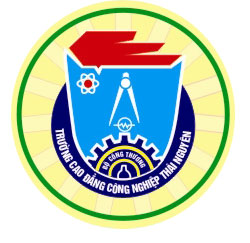 BỘ CÔNG THƯƠNG
TRƯỜNG CAO ĐẲNG CÔNG NGHIỆP THÁI NGUYÊN